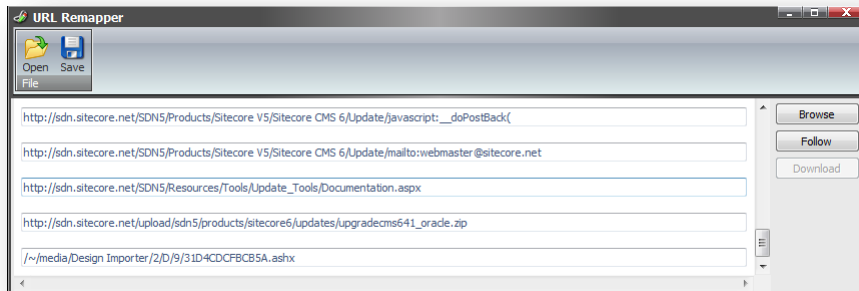 URL Remapper
Open Save
File
http://sdn.sitecore.net/SDN5/Products/Sitecore V5/Sitecore CMS 6/Update/javascript:__doPostBack(
Browse
http://sdn.sitecore.net/SDN5/Products/Sitecore V5/Sitecore CMS 6/Update/mailto:webmaster@sitecore.net
Follow
Download
http://sdn.sitecore.net/SDN5/Resources/Tools/Update_Tools/Documentation.aspx
http://sdn.sitecore.net/upload/sdn5/products/sitecore6/updates/upgradecms641_oracle.zip
/~/media/Design Importer/2/D/9/31D4CDCFBCB5A.ashx